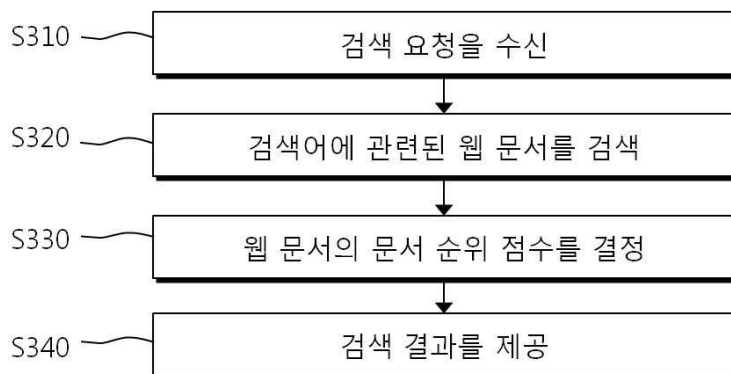 S310
검색 요청을 수신
S320
검색어에 관련된 웹 문서를 검색
S330
웹 문서의 문서 순위 점수를 결정
S340
검색 결과를 제공